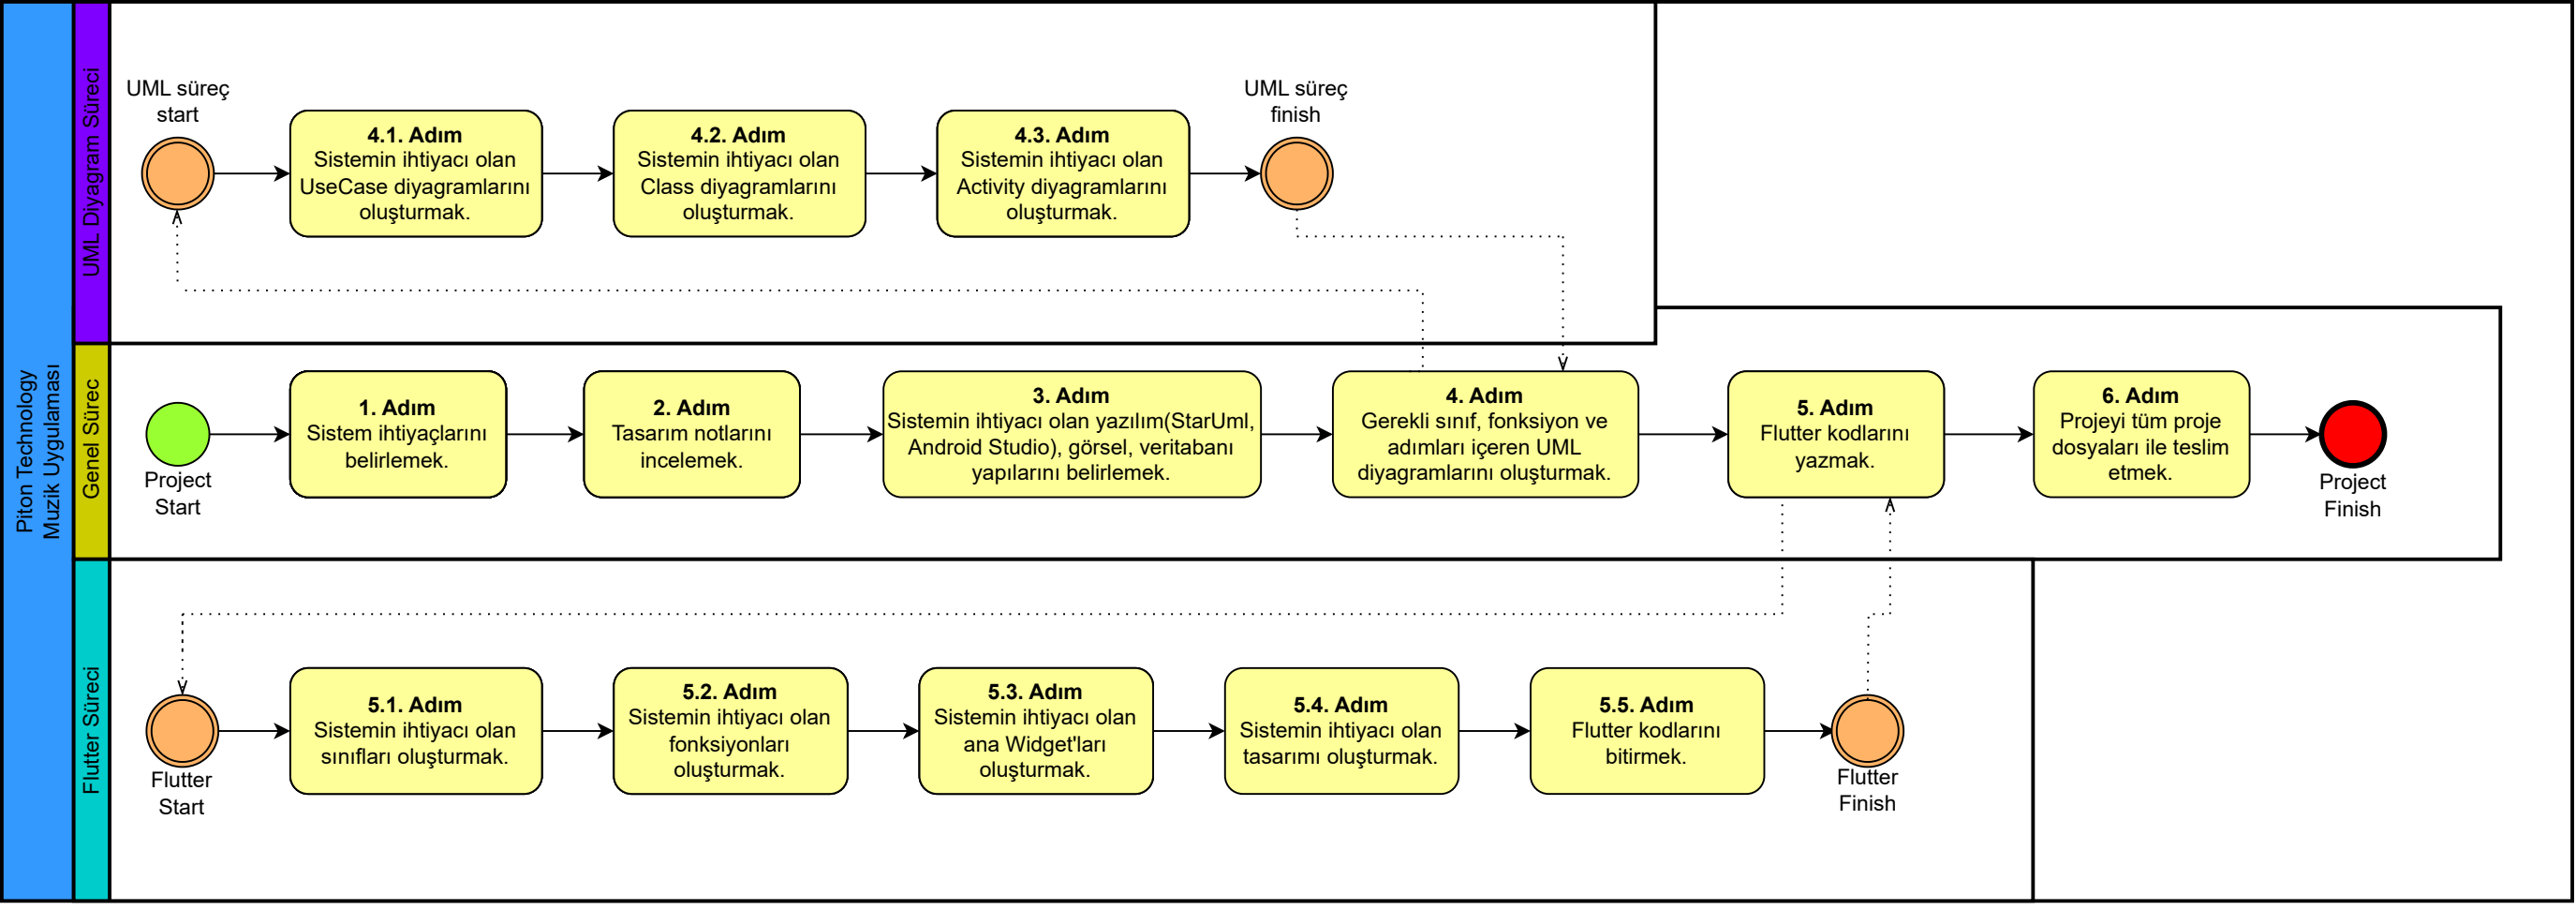 Piton Technology
Muzik Uygulaması
UML Diyagram Süreci
UML süreç
start
4.1. Adım
Sistemin ihtiyacı olan
UseCase diyagramlarını
oluşturmak.
4.2. Adım
Sistemin ihtiyacı olan
Class diyagramlarını
oluşturmak.
4.3. Adım
Sistemin ihtiyacı olan
Activity diyagramlarını
oluşturmak.
UML süreç
finish
Genel Süreç
Project
Start
1. Adım
Sistem ihtiyaçlarını
belirlemek.
2. Adım
Tasarım notlarını
incelemek.
3. Adım
Sistemin ihtiyacı olan yazılım(StarUml,
Android Studio), görsel, veritabanı
yapılarını belirlemek.
4. Adım
Gerekli sınıf, fonksiyon ve
adımları içeren UML
diyagramlarını oluşturmak.
5. Adım
Flutter kodlarını
yazmak.
6. Adım
Projeyi tüm proje
dosyaları ile teslim
etmek.
Project
Finish
Flutter Süreci
Flutter
Start
5.1. Adım
Sistemin ihtiyacı olan
sınıfları oluşturmak.
5.2. Adım
Sistemin ihtiyacı olan
fonksiyonları
oluşturmak.
5.3. Adım
Sistemin ihtiyacı olan
ana Widget'ları
oluşturmak.
5.4. Adım
Sistemin ihtiyacı olan
tasarımı oluşturmak.
5.5. Adım
Flutter kodlarını
bitirmek.
Flutter
Finish